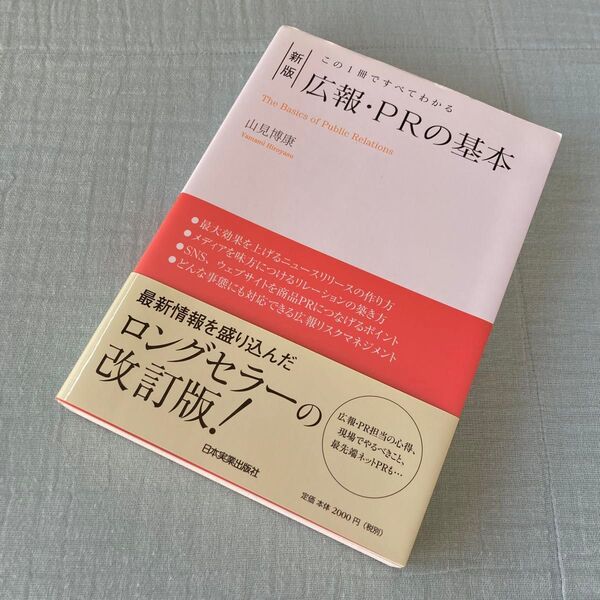 この1冊ですべてわかる
新版
広報・PRの基本
The Basics of Public Relations
山見博康
Yamami Hiroyasu
●最大効果を上げるニュースリリースの作り方
●メディアを味方につけるリレーションの築き方
●SNS、ウェブサイトを商品PRにつなげるポイント
●どんな事態にも対応できる広報リスクマネジメント
最新情報を盛り込んだ
ロングセラーの
改訂版!
広報・PR担当の心得、
現場でやるべきこと、
最先端ネットPRも…
日本実業出版社
定価 本体 2000円(税別)